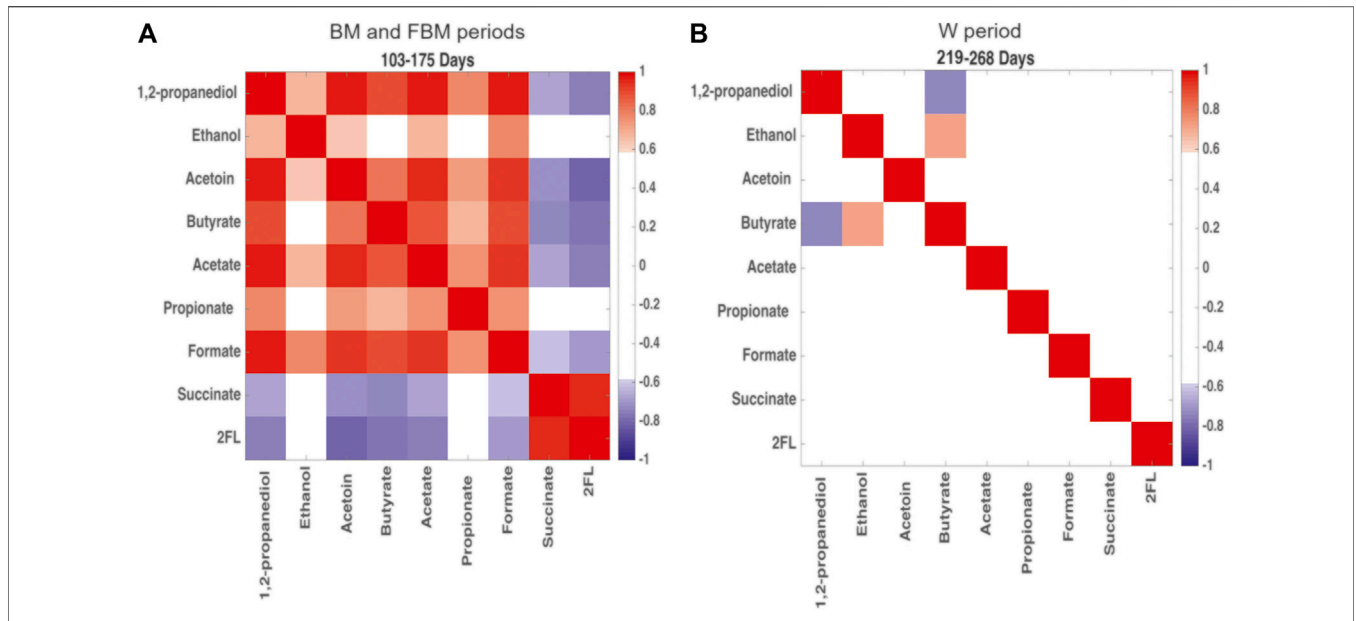 A
BM and FBM periods
103-175 Days
1,2-propanediol
Ethanol
Acetoin
Butyrate
Acetate
Propionate
Formate
Succinate
2FL
1,2-propanediol
Ethanol
Acetoin
Butyrate
Acetate
Propionate
Formate
Succinate
2FL
1
0.8
0.6
0.4
0.2
0
-0.2
-0.4
-0.6
-0.8
-1
B
W period
219-268 Days
1,2-propanediol
Ethanol
Acetoin
Butyrate
Acetate
Propionate
Formate
Succinate
2FL
1,2-propanediol
Ethanol
Acetoin
Butyrate
Acetate
Propionate
Formate
Succinate
2FL
1
0.8
0.6
0.4
0.2
0
-0.2
-0.4
-0.6
-0.8
-1